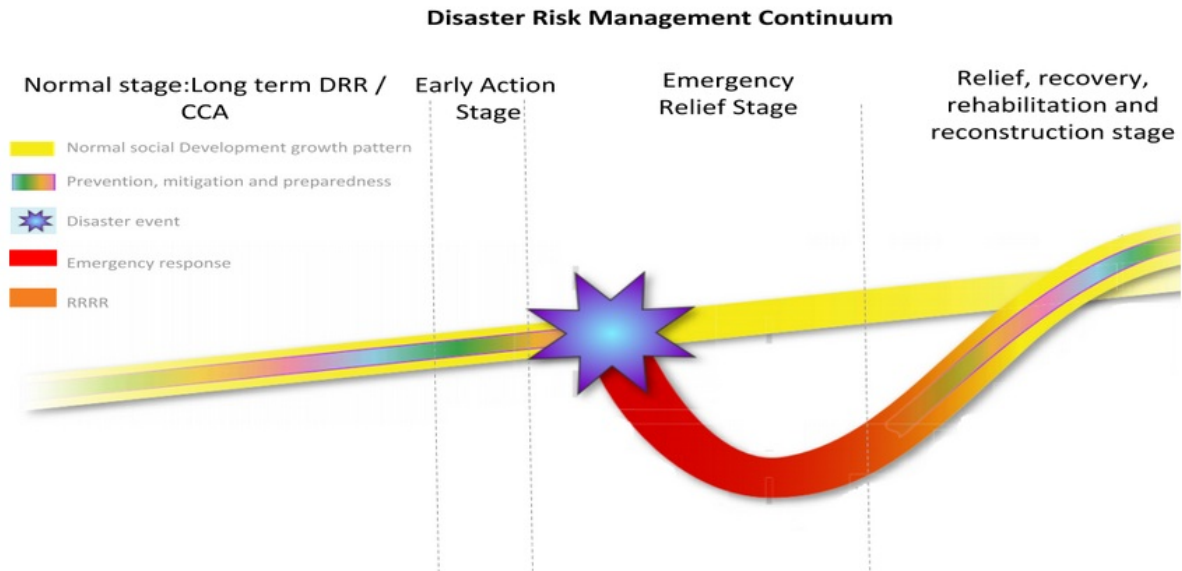 Disaster Risk Management Continuum
Normal stage:Long term DRR /
CCA
Early Action
Stage
Emergency
Relief Stage
Relief, recovery,
rehabilitation and
reconstruction stage
Normal social Development growth pattern
Prevention, mitigation and preparedness
Disaster event
Emergency response
RRRR